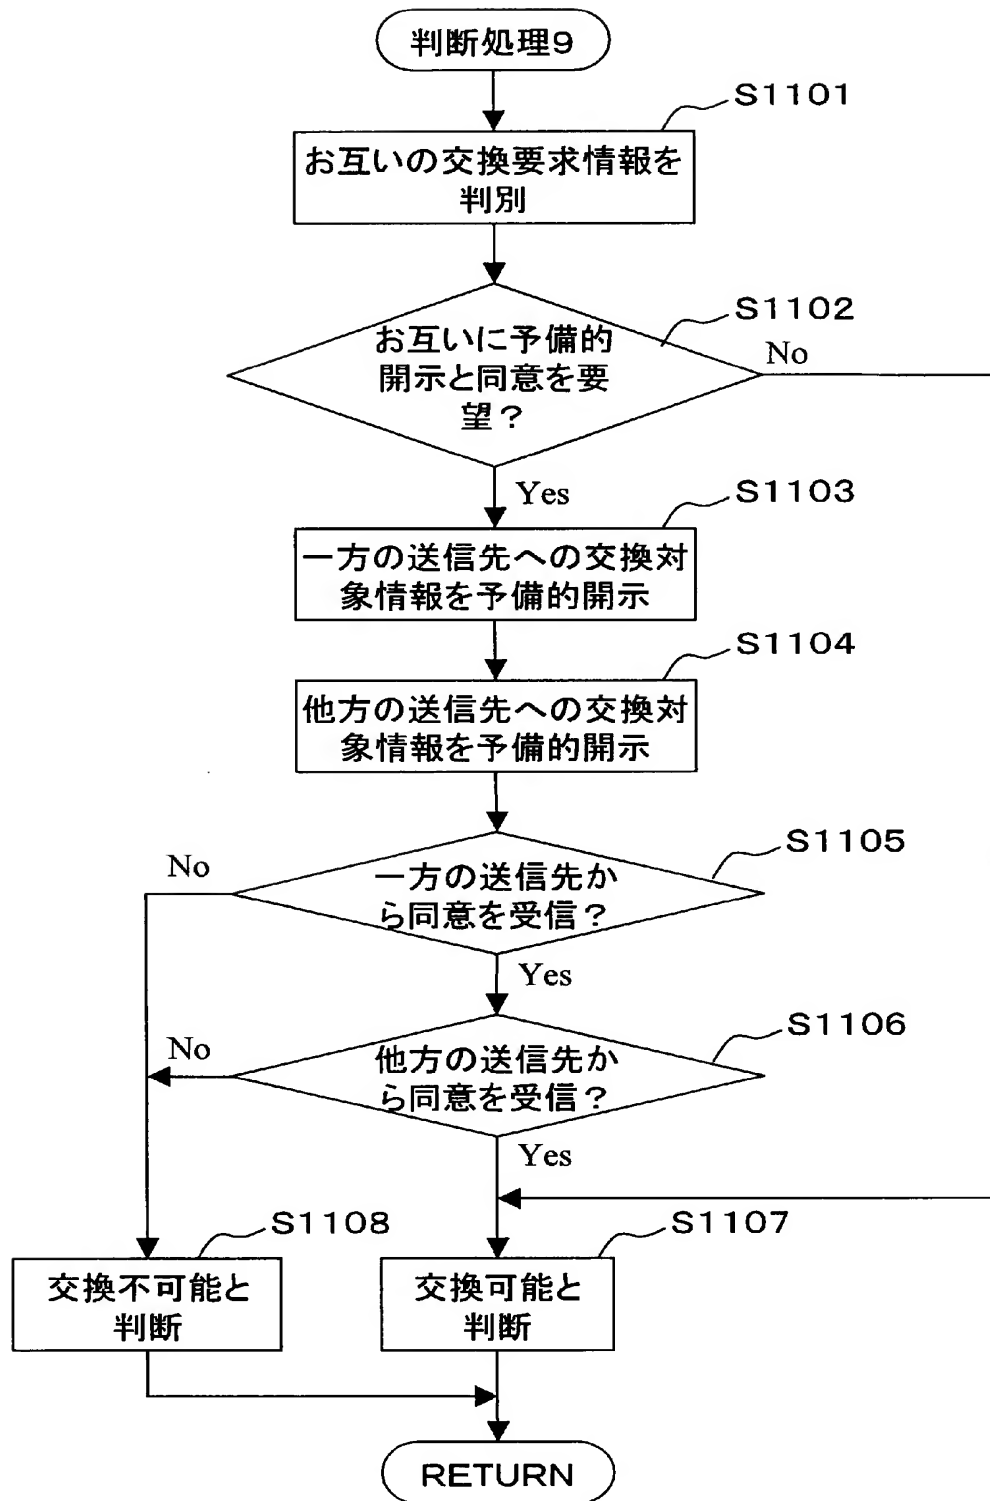 判断処理9
S1101
お互いの交換要求情報を
判別
S1102
お互いに予備的
開示と同意を要
望？
No
Yes
S1103
一方の送信先への交換対
象情報を予備的開示
S1104
他方の送信先への交換対
象情報を予備的開示
S1105
一方の送信先か
ら同意を受信？
No
Yes
S1106
他方の送信先か
ら同意を受信？
No
Yes
S1108
交換不可能と
判断
S1107
交換可能と
判断
RETURN